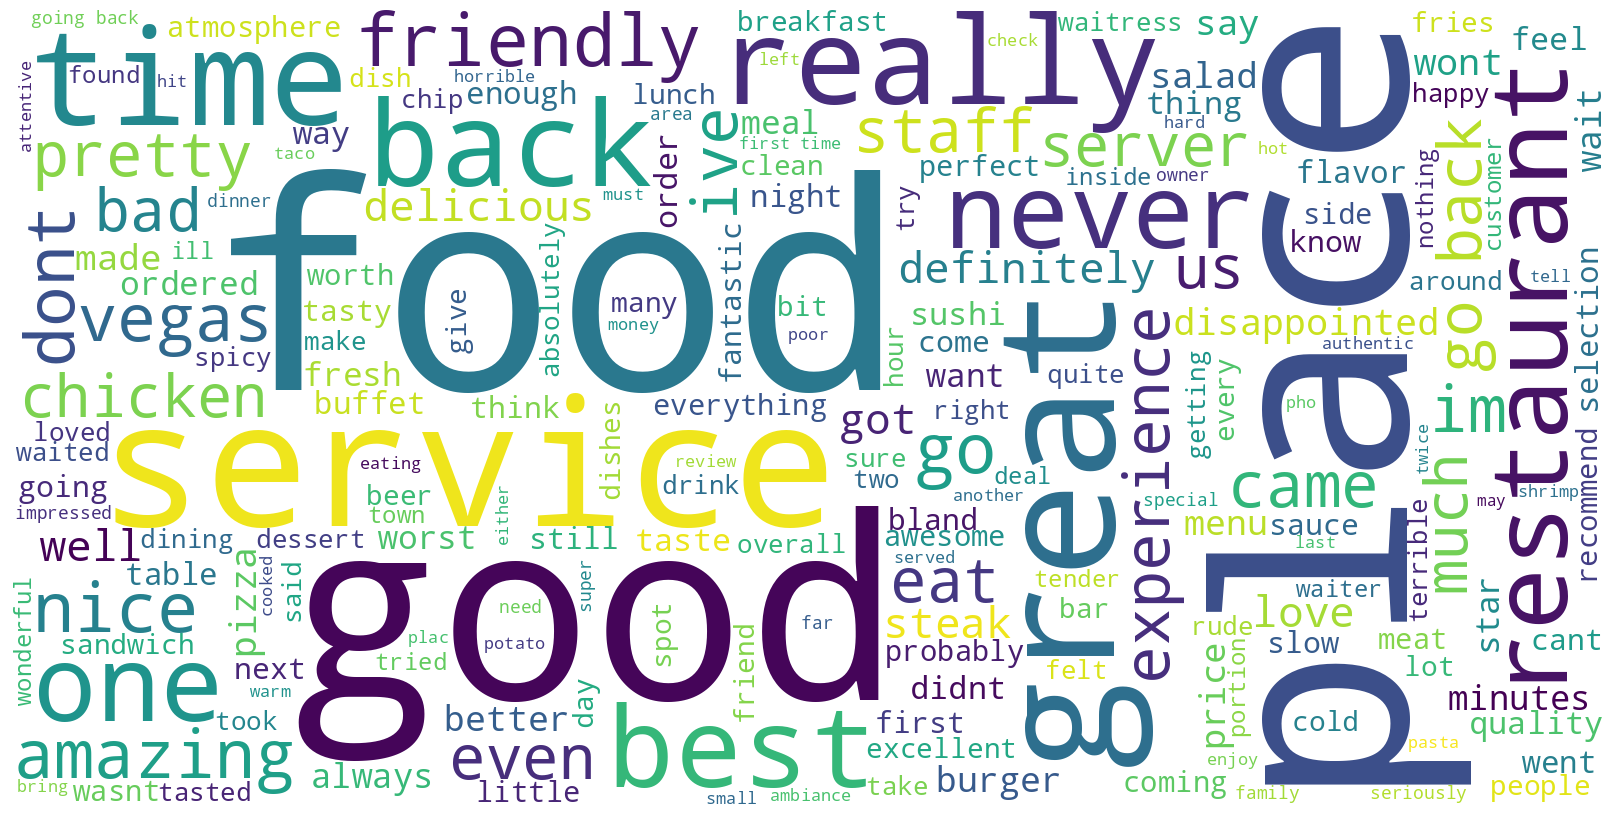 going back
atmosphere
time
friendly
really
breakfast
waitress
say
fries
feel
found
hit
dish
horrible
chip
enough
lunch
area
left
check
salad
thing
wont
happy
attentive
way
back
ive
meal
first time
staff
server
hard
hot
pretty
taco
order
clean
perfect
inside
owner
flavor
bad
dinner
delicious
must
night
try
never
side
know
nothing
go back
customer
wait
restaurant
dont
made
ill
food
absolutely
fantastic
definitely
us
place
around
tell
ordered
worth
vegas
tasty
give
many
money
bit
poor
sushi
great
experience
disappointed
authentic
selection
spicy
make
come
hour
fresh
want
quite
getting
every
pho
im
chicken
buffet
think
everything
got
right
loved
waited
service
eating
dishes
review
sure
go
going
beer
drink
two
deal
came
much
twice
impressed
town
either
another
special
may
shrimp
recommend
well
dining
dessert
worst
still
taste
overall
bland
awesome
menu
sauce
last
terrible
table
cooked
said
super
served
eat
tender
waiter
star
wonderful
nice
pizza
good
need
far
steak
bar
love
sandwich
plac
potato
spot
rude
slow
meat
cant
one
next
tried
friend
probably
felt
price
portion
lot
warm
didnt
minutes
took
day
better
best
first
cold
quality
amazing
even
excellent
pasta
enjoy
went
always
bring
wasnt
tasted
little
small
ambiance
take
burger
coming
family
seriously
people